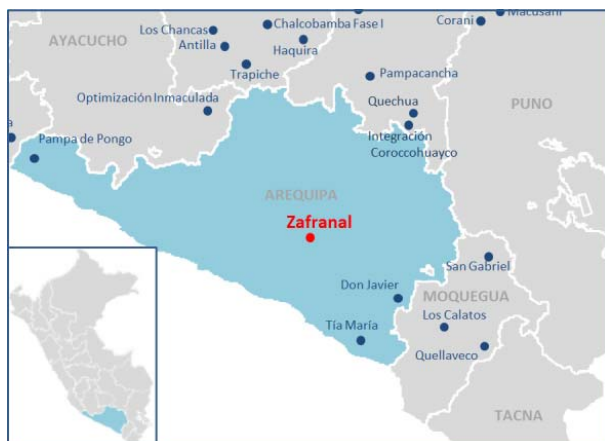 Los Chancas
Chalcobamba Fase I
Corani
Macusani
AYACUCHO
Antilla
Haquira
Trapiche
Pampacancha
Optimización Inmaculada
Quechua
PUNO
Pampa de Pongo
Integración
Coroccohuayco
AREQUIPA
Zafranal
San Gabriel
Don Javier
MOQUEGUA
Los Calatos
Tía María
Quellaveco
TACNA